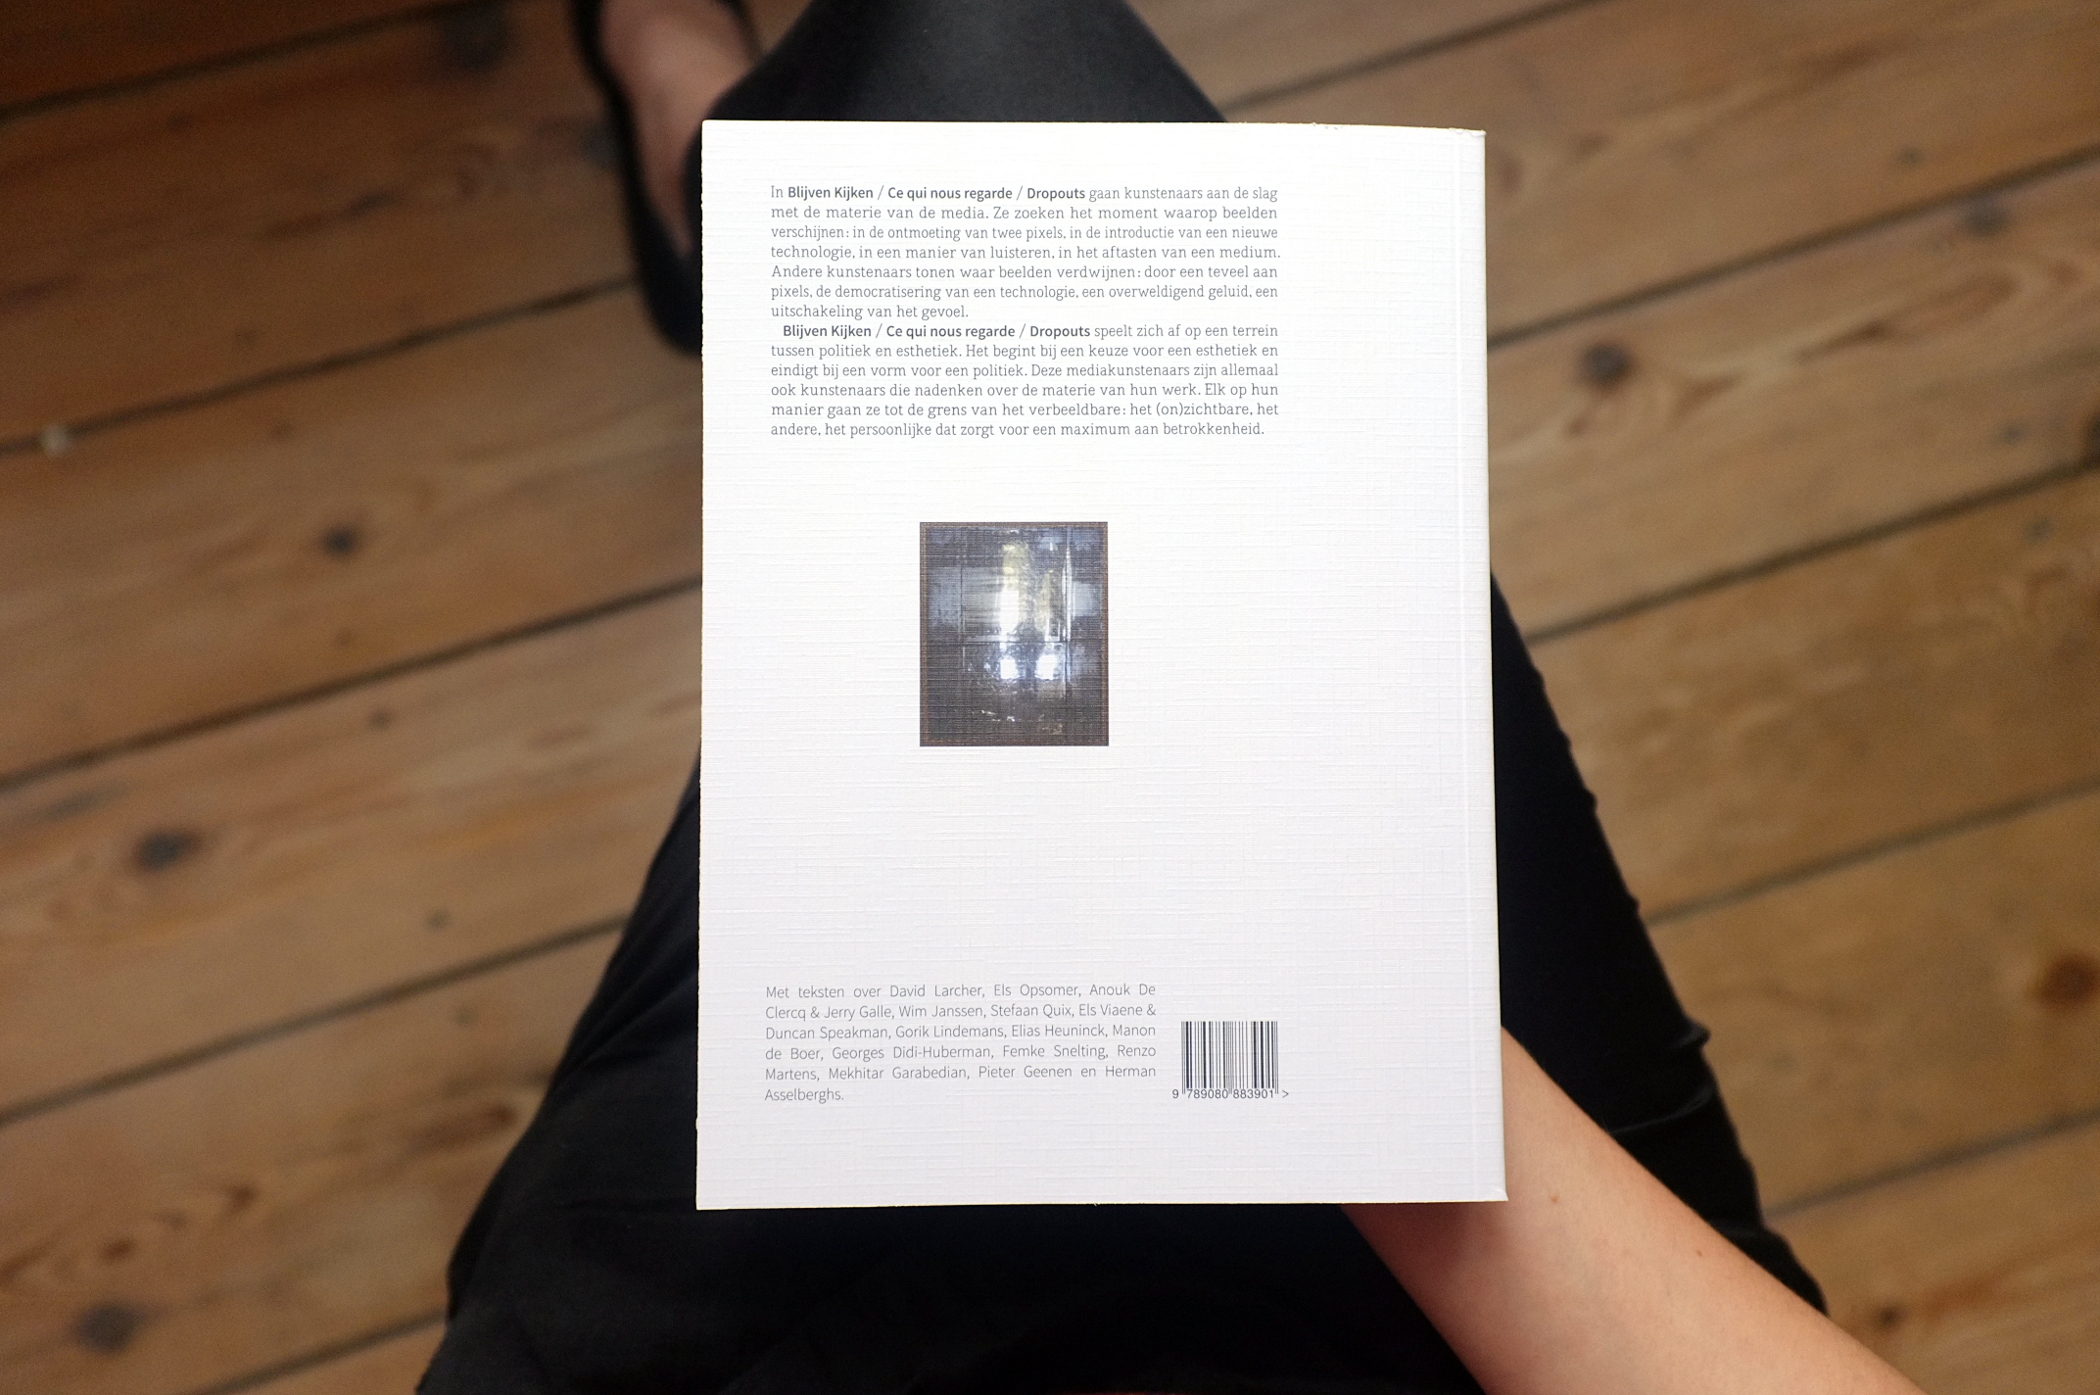 In Blijven Kijken / Ce qui nous regarde / Dropouts gaan kunstenaars aan de slag
met de materie van de media. Ze zoeken het moment waarop beelden
verschijnen: in de ontmoeting van twee pixels, in de introductie van een nieuwe
technologie, in een manier van luisteren, in het aftasten van een medium.
Andere kunstenaars tonen waar beelden verdwijnen: door een teveel aan
pixels, de democratisering van een technologie, een overweldigend geluid, een
uitschakeling van het gevoel.
Blijven Kijken / Ce qui nous regarde / Dropouts speelt zich af op een terrein
tussen politiek en esthetiek. Het begint bij een keuze voor een esthetiek en
eindigt bij een vorm voor een politiek. Deze mediakunstenaars zijn allemaal
ook kunstenaars die nadenken over de materie van hun werk. Elk op hun
manier gaan ze tot de grens van het verbeeldbare: het (on)zichtbare, het
andere, het persoonlijke dat zorgt voor een maximum aan betrokkenheid.
Met teksten over David Larcher, Els Opsomer, Anouk De
Clercq & Jerry Galle, Wim Janssen, Stefaan Quix, Els Viaene &
Duncan Speakman, Gorik Lindemans, Elias Heuninck, Manon
de Boer, Georges Didi-Huberman, Femke Snelting, Renzo
Martens, Mekhitar Garabedian, Pieter Geenen en Herman
Asselberghs.
9 789080 883901 >